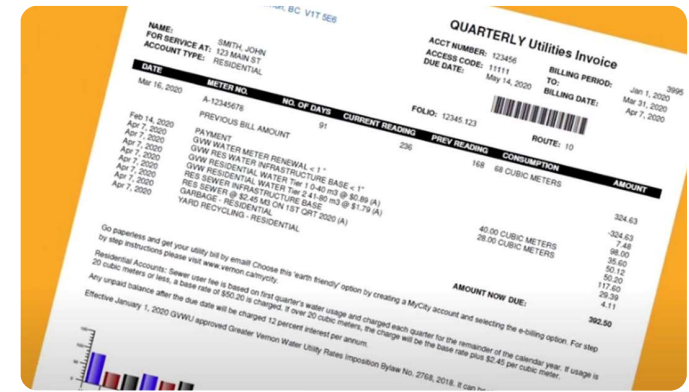 BC V1T 5E6
QUARTERLY Utilities Invoice
3995
NAME: SMITH, JOHN
FOR SERVICE AT: 123 MAIN ST
ACCOUNT TYPE: RESIDENTIAL
ACCT NUMBER: 123456
ACCESS CODE: 11111
DUE DATE: May 14, 2020
BILLING PERIOD: Jan 1, 2020
TO: Mar 31, 2020
BILLING DATE: Apr 7, 2020
FOLIO: 12345.123
ROUTE: 10
DATE METER NO. NO. OF DAYS CURRENT READING PREV READING CONSUMPTION AMOUNT
Mar 16, 2020 A-12345678 91 236 168 68 CUBIC METERS
PREVIOUS BILL AMOUNT 324.63
Feb 14, 2020 PAYMENT -324.63
Apr 7, 2020 GVW WATER METER RENEWAL < 1" 7.48
Apr 7, 2020 GVW RES WATER INFRASTRUCTURE BASE < 1" 98.00
Apr 7, 2020 GVW RESIDENTIAL WATER Tier 1 0-40 m3 @ $0.89 (A) 40.00 CUBIC METERS 35.60
Apr 7, 2020 GVW RESIDENTIAL WATER Tier 2 41-80 m3 @ $1.79 (A) 28.00 CUBIC METERS 50.12
Apr 7, 2020 RES SEWER INFRASTRUCTURE BASE 50.20
Apr 7, 2020 RES SEWER @ $2.45 M3 ON 1ST QRT 2020 (A) 117.60
Apr 7, 2020 GARBAGE - RESIDENTIAL 29.39
Apr 7, 2020 YARD RECYCLING - RESIDENTIAL 4.11
AMOUNT NOW DUE: 392.50
Go paperless and get your utility bill by email! Choose this 'earth friendly' option by creating a MyCity account and selecting the e-billing option. For step
by step instructions please visit www.vernon.ca/mycity.
Residential Accounts: Sewer user fee is based on first quarter's water usage and charged each quarter for the remainder of the calendar year. If usage is
20 cubic meters or less, a base rate of $50.20 is charged. If over 20 cubic meters, the charge will be the base rate plus $2.45 per cubic meter.
Any unpaid balance after the due date will be charged 12 percent interest per annum.
Effective January 1, 2020 GVWU approved Greater Vernon Water Utility Rates Imposition Bylaw No. 2768, 2018. It can